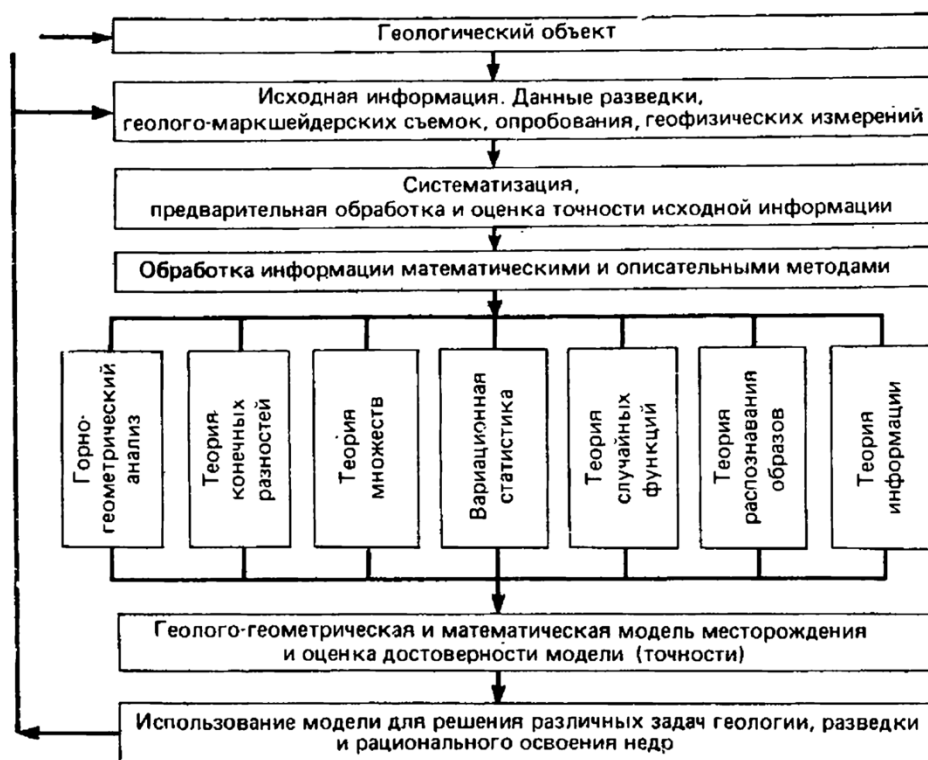 Геологический объект
Исходная информация. Данные разведки,
геолого-маркшейдерских съемок, опробования, геофизических измерений
Систематизация,
предварительная обработка и оценка точности исходной информации
Обработка информации математическими и описательными методами
Горно-
геометрический
анализ
Теория
конечных
разностей
Теория
множеств
Вариационная
статистика
Теория
случайных
функций
Теория
распознавания
образов
Теория
информации
Геолого-геометрическая и математическая модель месторождения
и оценка достоверности модели (точности)
Использование модели для решения различных задач геологии, разведки
и рационального освоения недр